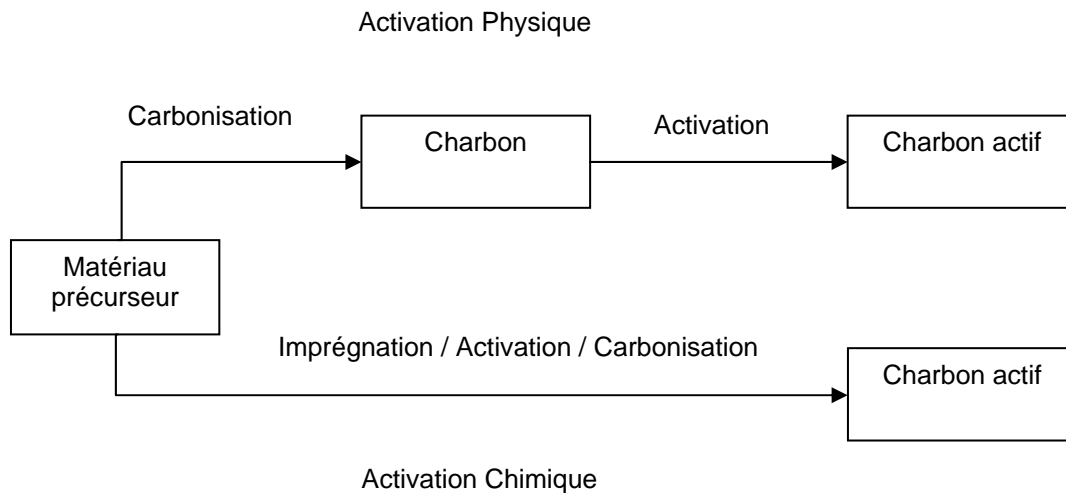 Activation Physique
Carbonisation
Charbon
Activation
Charbon actif
Matériau
précurseur
Imprégnation / Activation / Carbonisation
Charbon actif
Activation Chimique